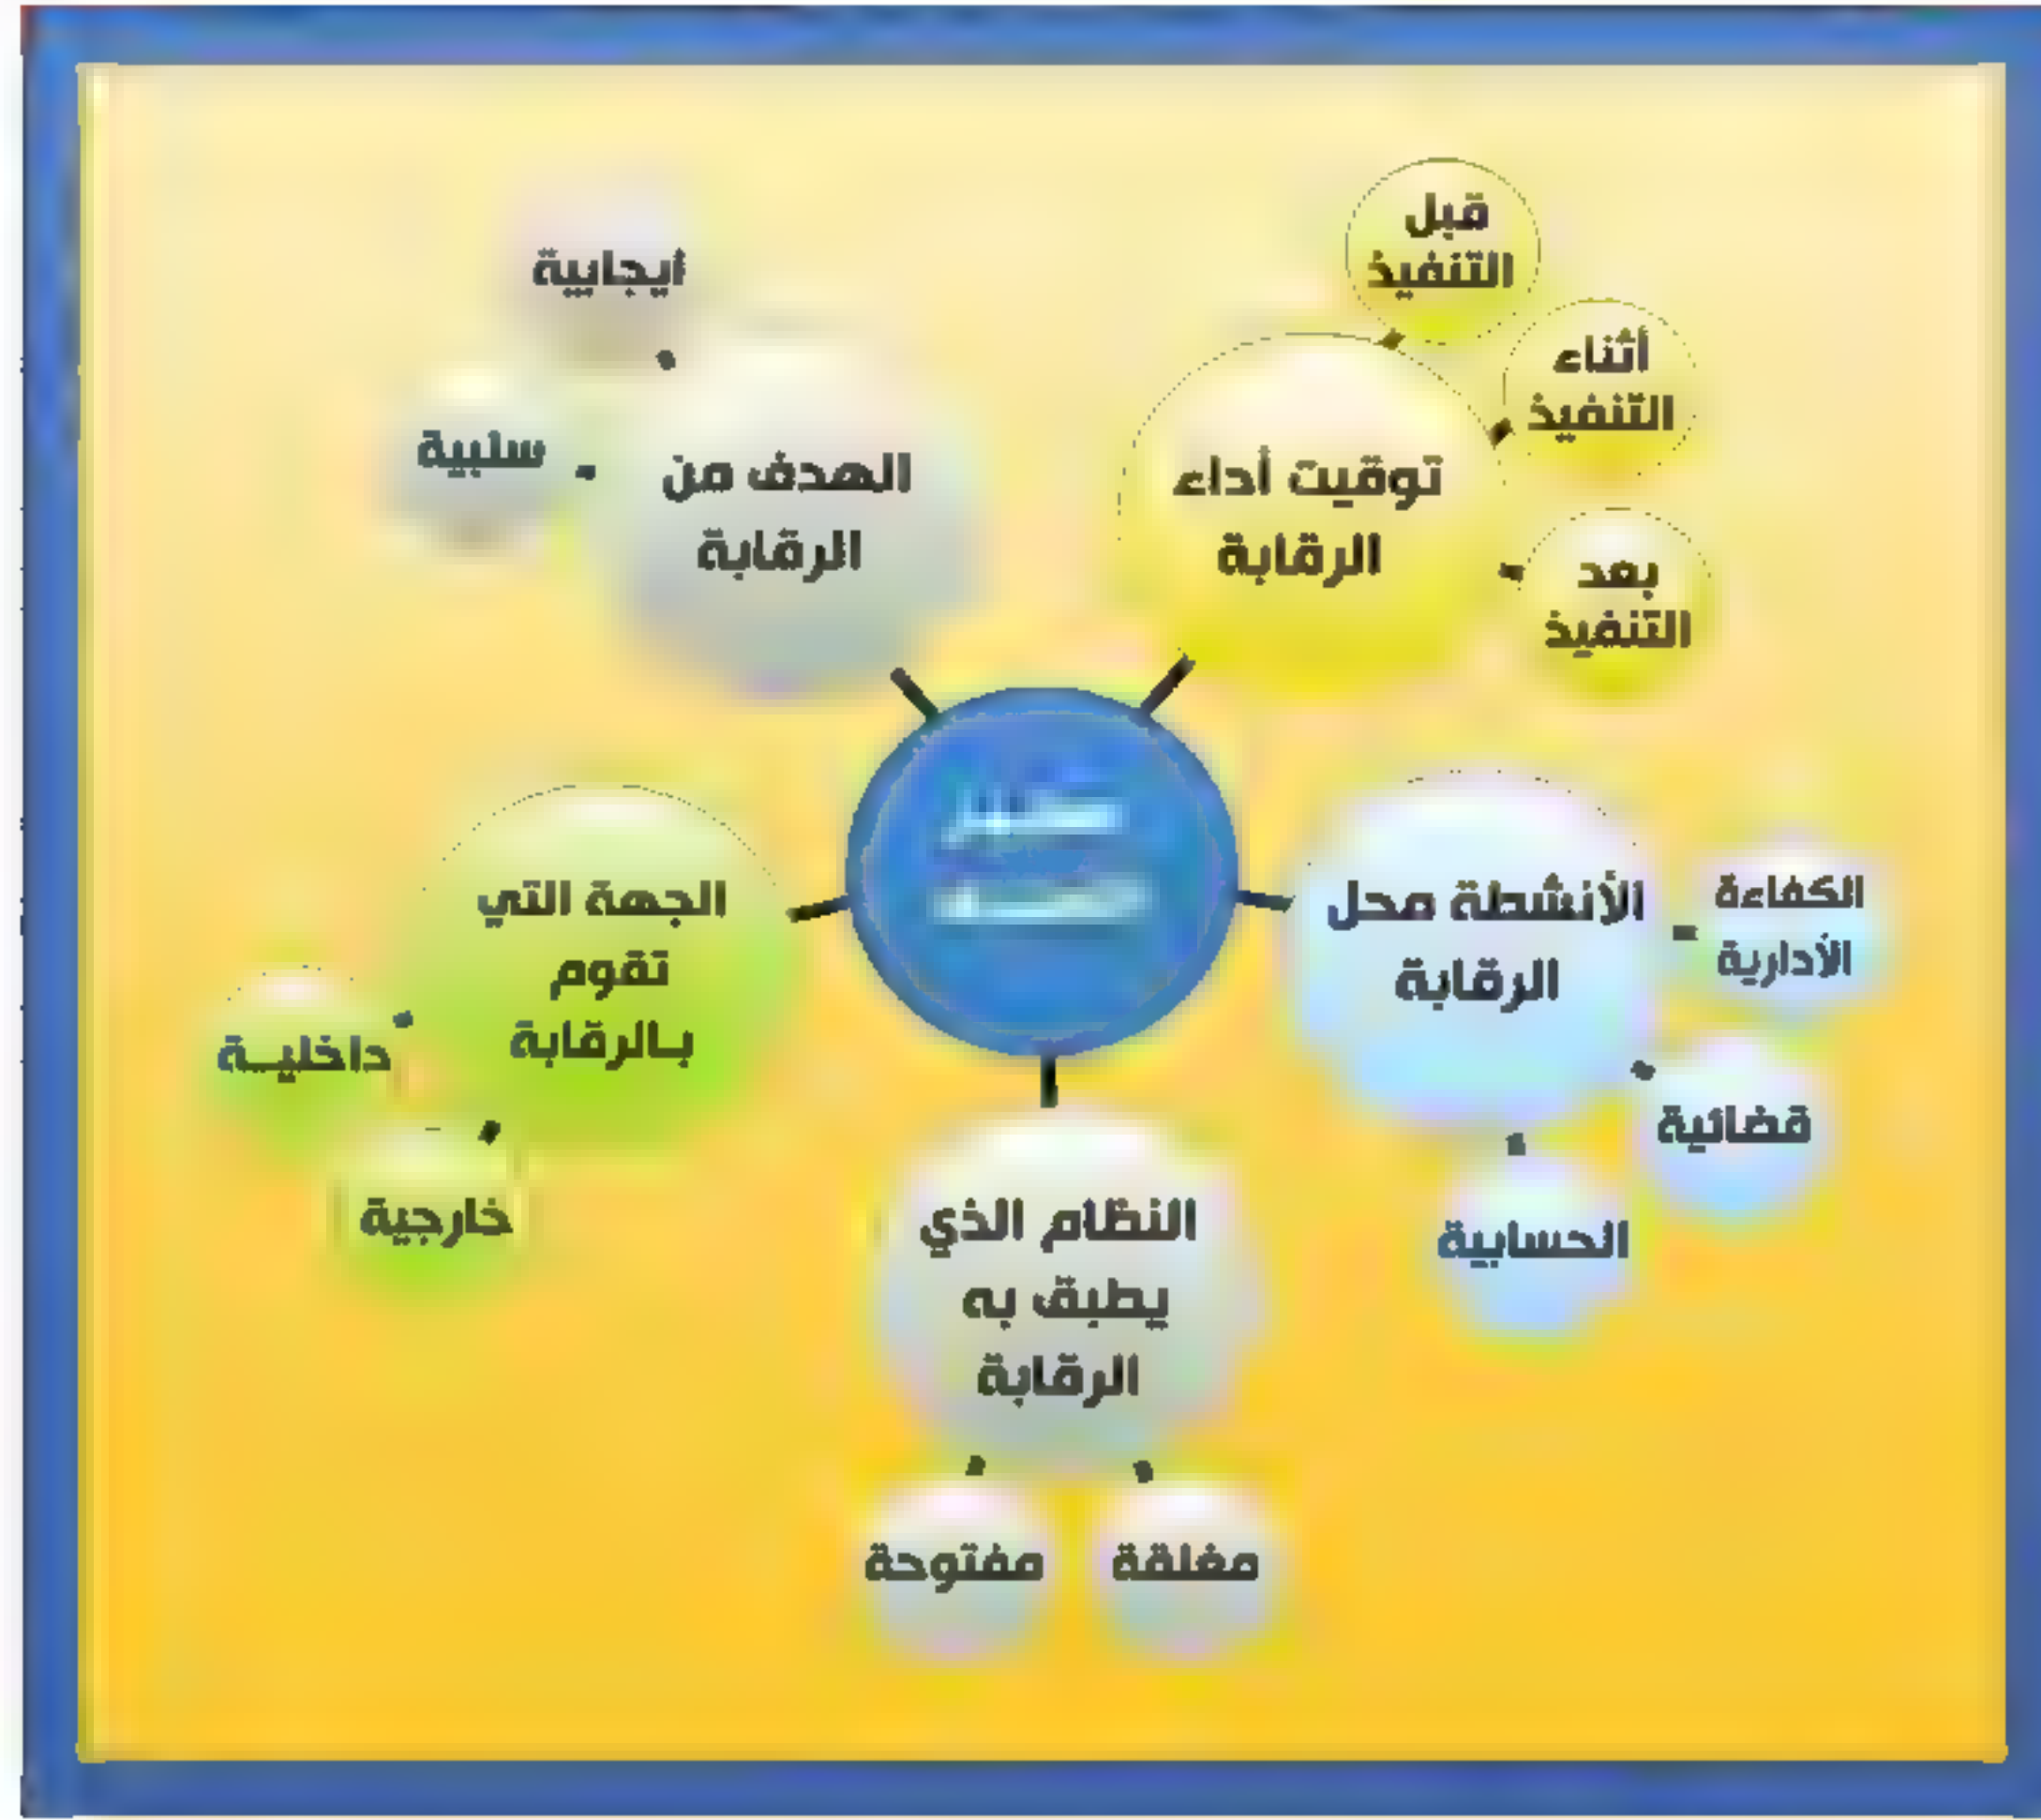 قبل
التنفيذ
أثناء
التنفيذ
بعد
التنفيذ
توقيت أداء
الرقابة
ايجابية
سلبية
الهدف من
الرقابة
الأنشطة محل
الرقابة
الكفاءة
الأدارية
قضائية
الحسابية
الجهة التي
تقوم
بالرقابة
داخليـة
خارجية
النظام الذي
يطبق به
الرقابة
مغلقة
مفتوحة